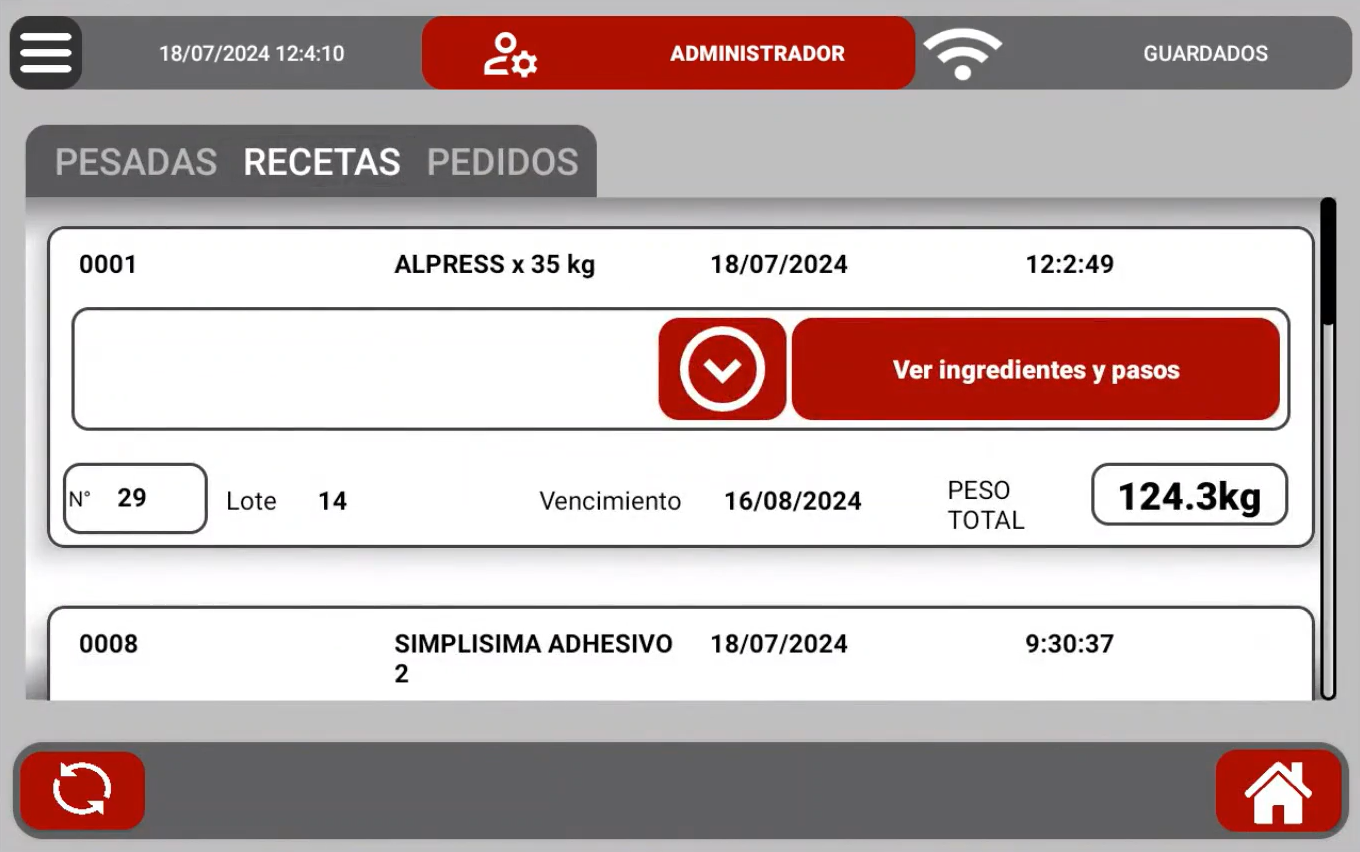 18/07/2024 12:4:10 ADMINISTRADOR GUARDADOS
PESADAS RECETAS PEDIDOS
0001 ALPRESS x 35 kg 18/07/2024 12:2:49
Ver ingredientes y pasos
N° 29 Lote 14 Vencimiento 16/08/2024 PESO TOTAL 124.3kg
0008 SIMPLISIMA ADHESIVO 2 18/07/2024 9:30:37